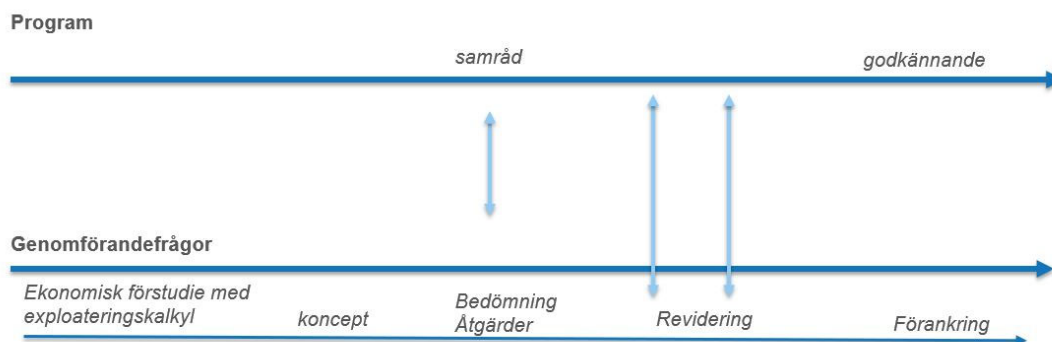 Program
samråd
godkännande
Genomförandefrågor
Ekonomisk förstudie med
exploateringskalkyl
koncept
Bedömning
Åtgärder
Revidering
Förankring